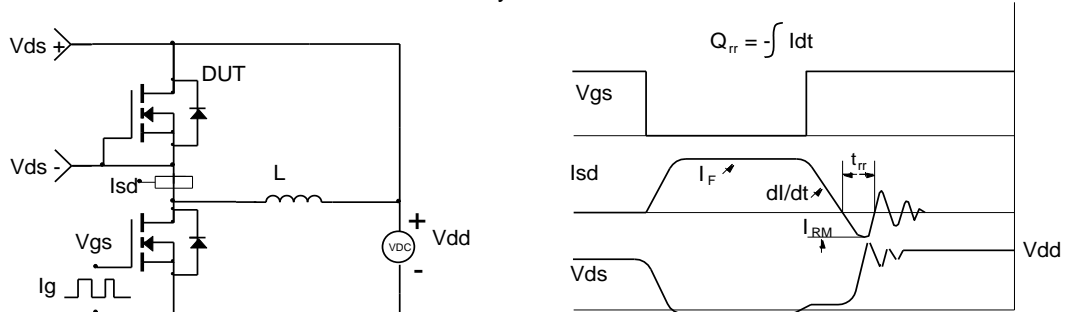 Vds +
DUT
Vds -
Isd
L
Vgs
Ig
+
VDC
Vdd
-
Qrr = -∫ Idt
Vgs
Isd
IF
dI/dt
trr
IRM
Vds
Vdd